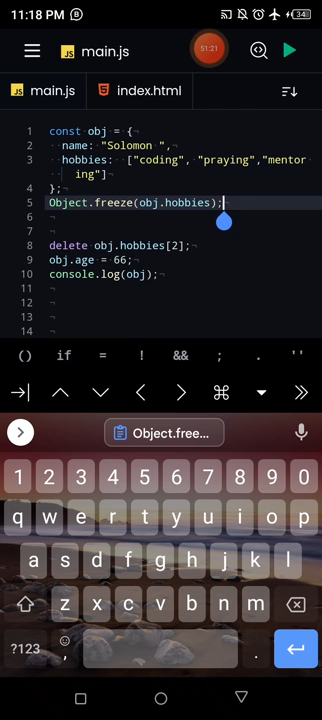 11:18 PM
34
main.js
51:21
main.js
index.html
1 const obj = {
2 name: "Solomon ",
3 hobbies: ["coding", "praying","mentor
ing"]
4 };
5 Object.freeze(obj.hobbies);
6
7
8 delete obj.hobbies[2];
9 obj.age = 66;
10 console.log(obj);
11
12
13
14
() if = ! && ; . ''
Object.free...
1 2 3 4 5 6 7 8 9 0
q w e r t y u i o p
a s d f g h j k l
z x c v b n m
?123 , .